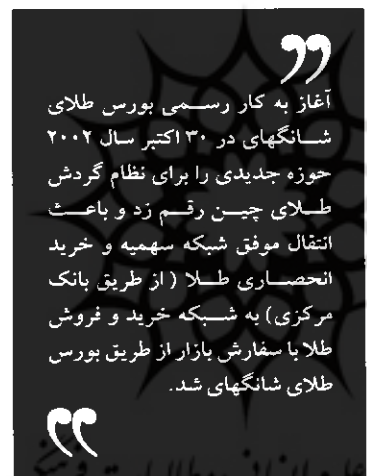 آغاز به کار رسمی بورس طلای
شانگهای در ۳۰ اکتبر سال ۲۰۰۲
حوزه جدیدی را برای نظام گردش
طلای چین رقم زد و باعث
انتقال موفق شبکه سهمیه و خرید
انحصاری طلا (از طریق بانک
مرکزی) به شبکه خرید و فروش
طلا با سفارش بازار از طریق بورس
طلای شانگهای شد.